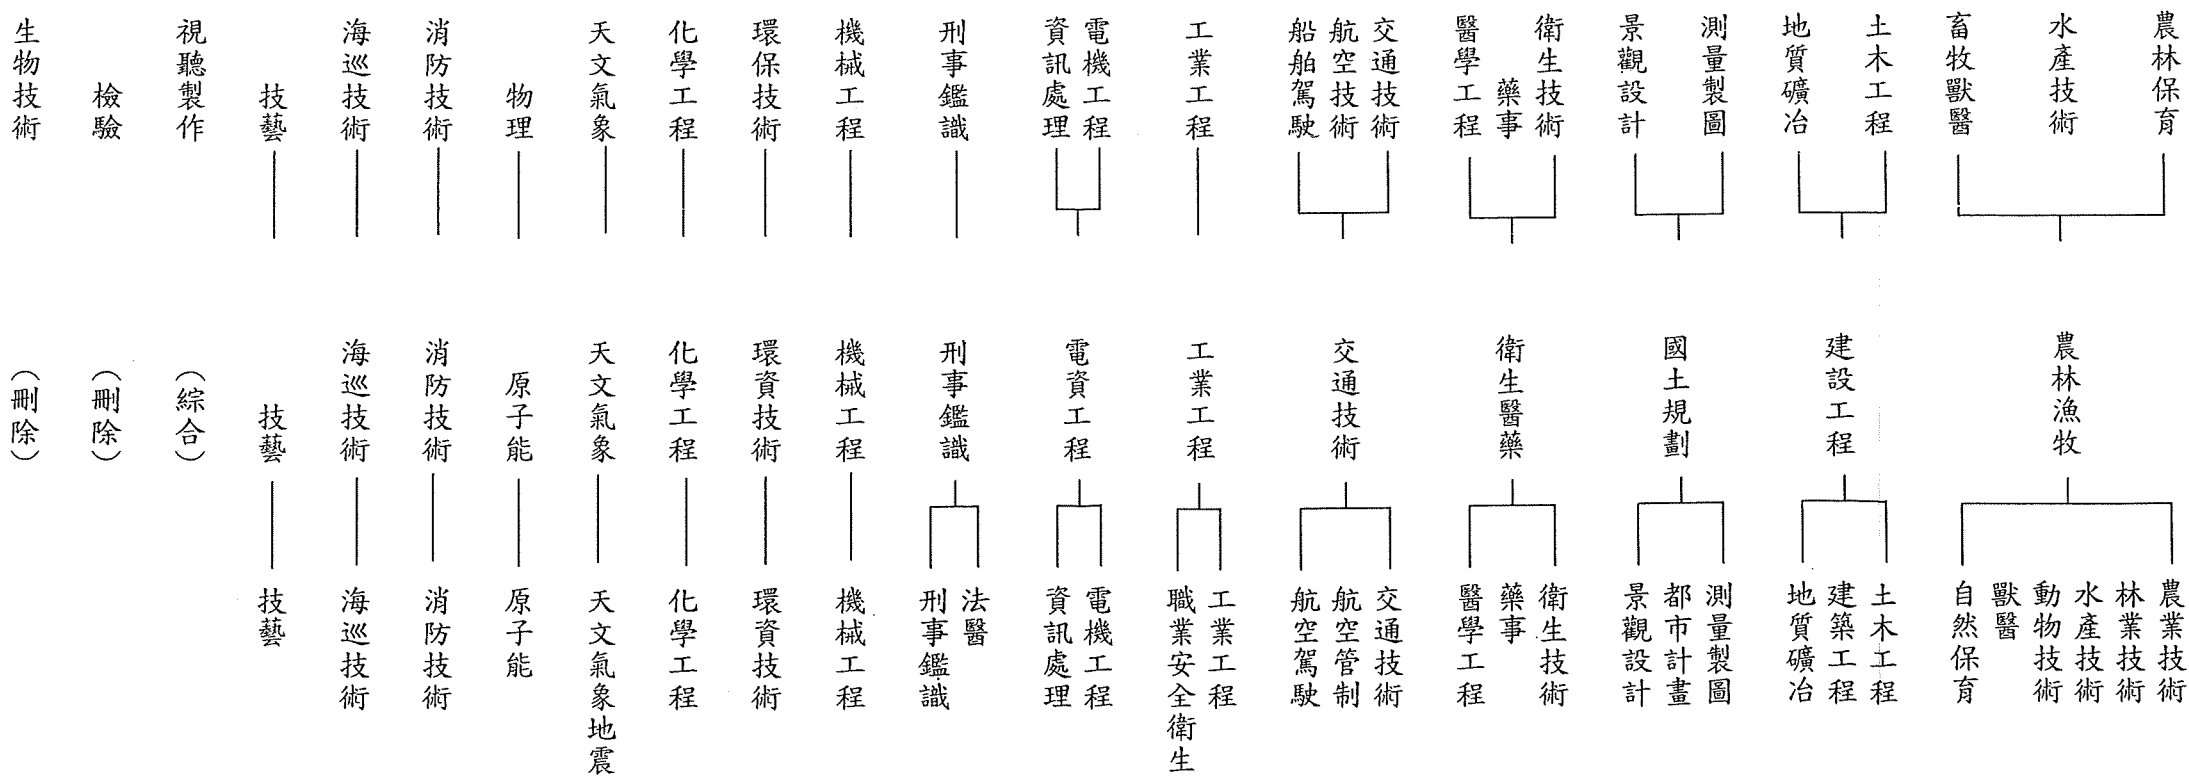 農林保育
水產技術
畜牧獸醫
土木工程
地質礦冶
測量製圖
景觀設計
衛生技術
藥事
醫學工程
交通技術
航空技術
船舶駕駛
工業工程
電機工程
資訊處理
刑事鑑識
機械工程
環保技術
化學工程
天文氣象
物理
消防技術
海巡技術
技藝
視聽製作
檢驗
生物技術
農林漁牧
建設工程
國土規劃
衛生醫藥
交通技術
工業工程
電資工程
刑事鑑識
機械工程
環資技術
化學工程
天文氣象
原子能
消防技術
海巡技術
技藝
（綜合）
（刪除）
（刪除）
農業技術
林業技術
水產技術
動物技術
獸醫
自然保育
土木工程
建築工程
地質礦冶
測量製圖
都市計畫
景觀設計
衛生技術
藥事
醫學工程
交通技術
航空管制
航空駕駛
工業工程
職業安全衛生
電機工程
資訊處理
法醫
刑事鑑識
機械工程
環資技術
化學工程
天文氣象地震
原子能
消防技術
海巡技術
技藝